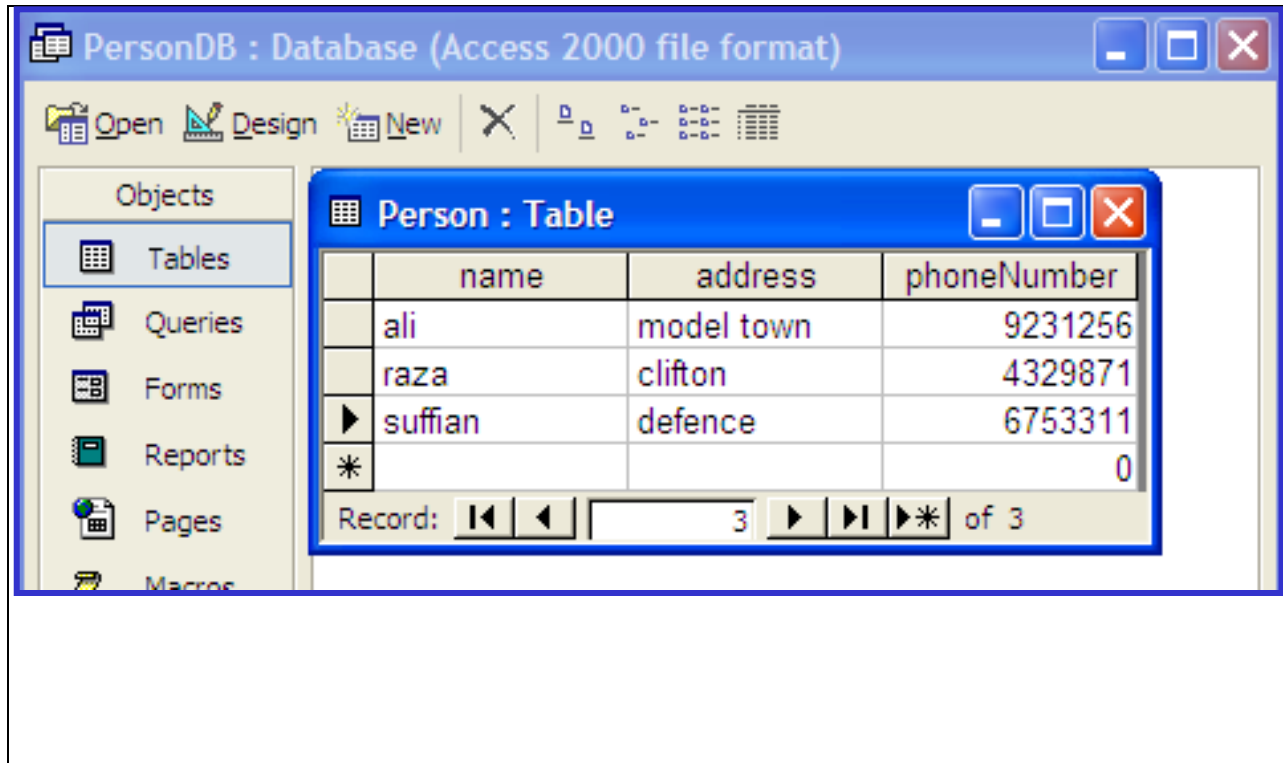 PersonDB : Database (Access 2000 file format)
Open Design New
Objects
Tables
Queries
Forms
Reports
Pages
Macros
Person : Table
name address phoneNumber
ali model town 9231256
raza clifton 4329871
suffian defence 6753311
0
Record: 3 of 3